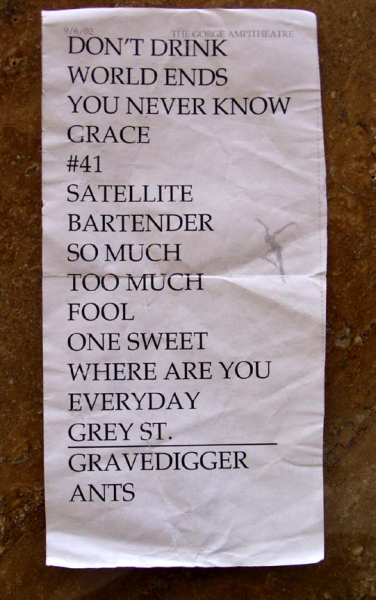 9/6/02 THE GORGE AMPITHEATRE
DON'T DRINK
WORLD ENDS
YOU NEVER KNOW
GRACE
#41
SATELLITE
BARTENDER
SO MUCH
TOO MUCH
FOOL
ONE SWEET
WHERE ARE YOU
EVERYDAY
GREY ST.
GRAVEDIGGER
ANTS